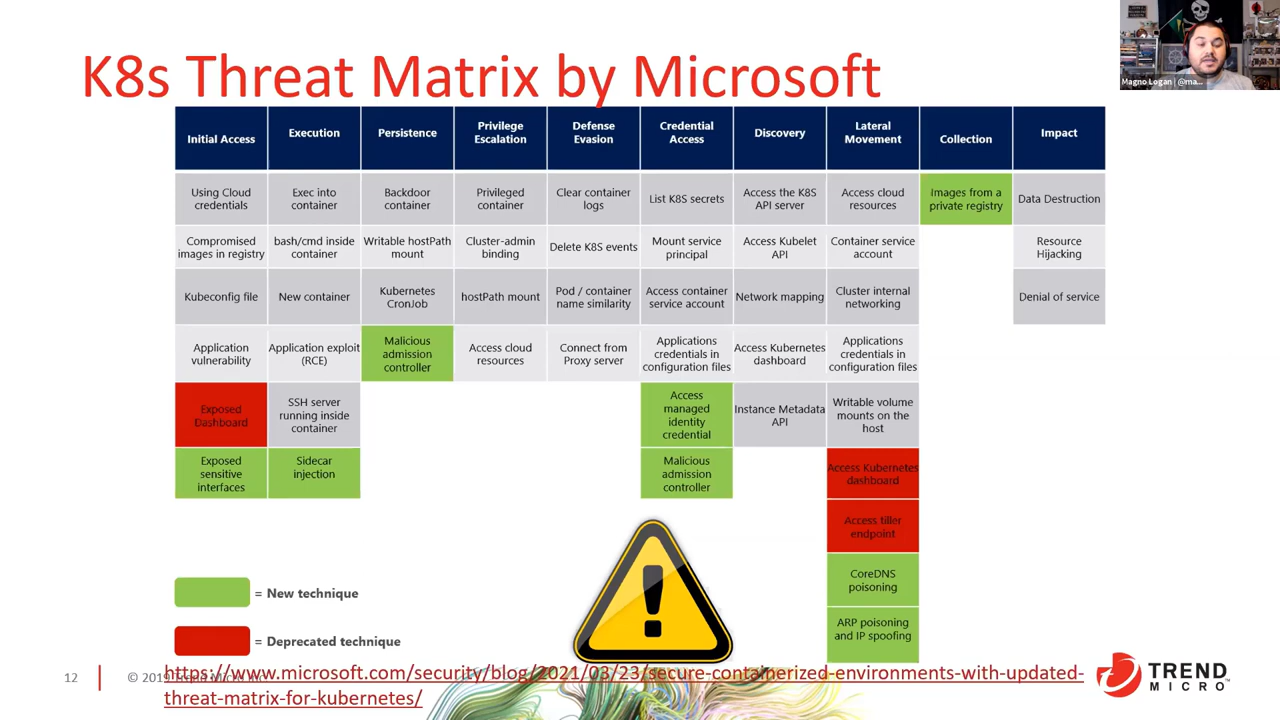 K8s Threat Matrix by Microsoft
Magno Logan | @ma...
Initial Access
Execution
Persistence
Privilege
Escalation
Defense
Evasion
Credential
Access
Discovery
Lateral
Movement
Collection
Impact
Using Cloud
credentials
Exec into
container
Backdoor
container
Privileged
container
Clear container
logs
List K8S secrets
Access the K8S
API server
Access cloud
resources
Images from a
private registry
Data Destruction
Compromised
images in registry
bash/cmd inside
container
Writable hostPath
mount
Cluster-admin
binding
Delete K8S events
Mount service
principal
Access Kubelet
API
Container service
account
Resource
Hijacking
Kubeconfig file
New container
Kubernetes
CronJob
hostPath mount
Pod / container
name similarity
Access container
service account
Network mapping
Cluster internal
networking
Denial of service
Application
vulnerability
Application exploit
(RCE)
Malicious
admission
controller
Access cloud
resources
Connect from
Proxy server
Applications
credentials in
configuration files
Access Kubernetes
dashboard
Applications
credentials in
configuration files
Exposed
Dashboard
SSH server
running inside
container
Access
managed
identity
credential
Instance Metadata
API
Writable volume
mounts on the
host
Exposed
sensitive
interfaces
Sidecar
injection
Malicious
admission
controller
Access Kubernetes
dashboard
Access tiller
endpoint
CoreDNS
poisoning
ARP poisoning
and IP spoofing
= New technique
= Deprecated technique
12
© 2019 Trend Micro
https://www.microsoft.com/security/blog/2021/03/23/secure-containerized-environments-with-updated-
threat-matrix-for-kubernetes/
TREND
MICRO